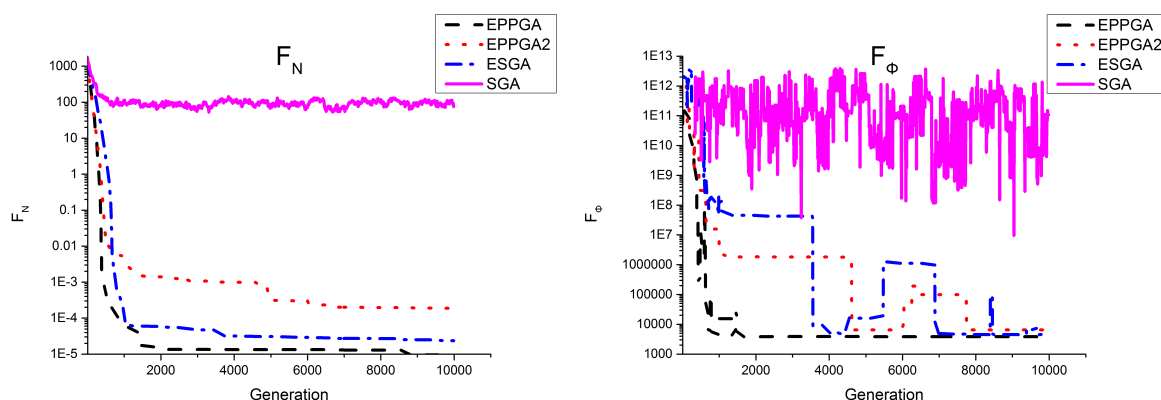 EPPGA
EPPGA2
ESGA
SGA
F_N
1000
100
10
1
0.1
0.01
1E-3
1E-4
1E-5
F_N
2000 4000 6000 8000 10000
Generation
EPPGA
EPPGA2
ESGA
SGA
F_Φ
1E13
1E12
1E11
1E10
1E9
1E8
1E7
1000000
100000
10000
1000
F_Φ
2000 4000 6000 8000 10000
Generation